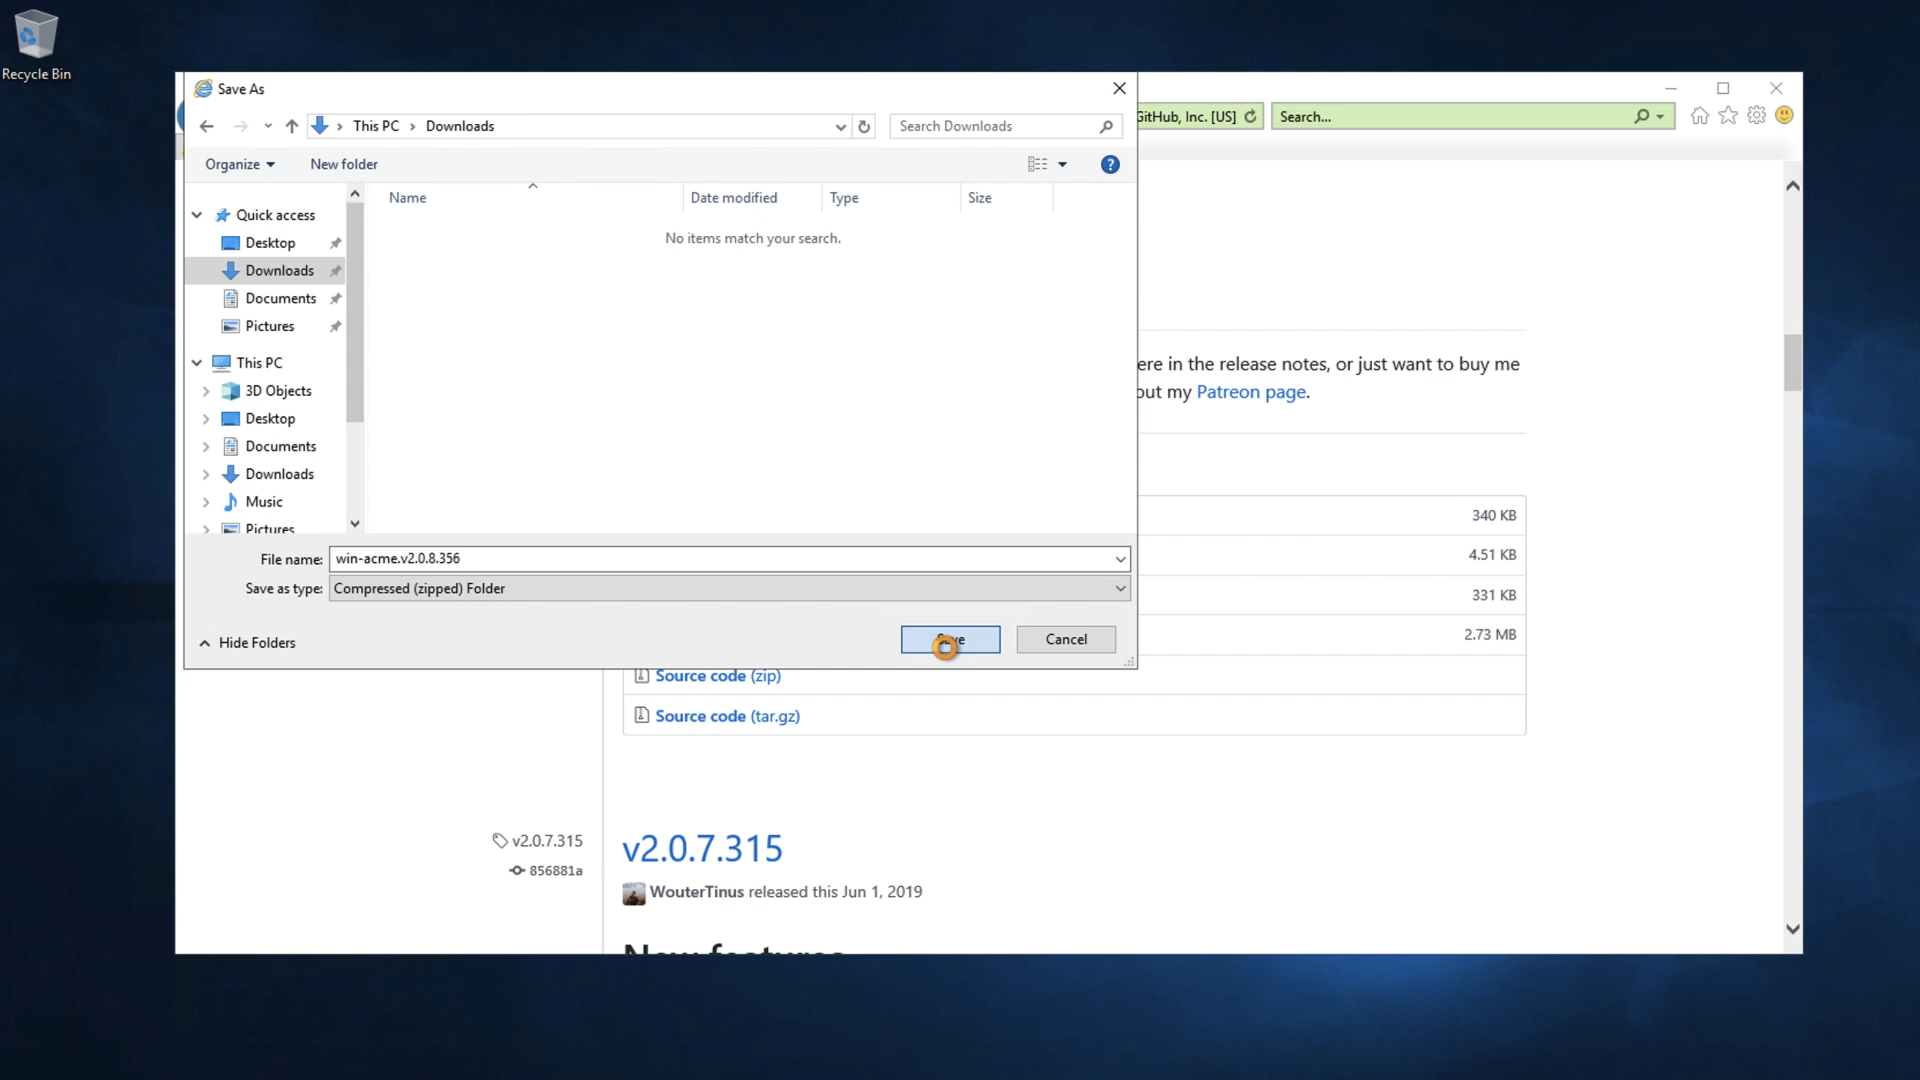 Recycle Bin
Save As
This PC
Downloads
Search Downloads
GitHub, Inc. [US]
Search...
Organize
New folder
?
Name
Date modified
Type
Size
No items match your search.
Quick access
Desktop
Downloads
Documents
Pictures
This PC
3D Objects
Desktop
Documents
Downloads
Music
Pictures
File name:
win-acme.v2.0.8.356
Save as type:
Compressed (zipped) Folder
Hide Folders
Save
Cancel
ere in the release notes, or just want to buy me
out my Patreon page.
340 KB
4.51 KB
331 KB
2.73 MB
Source code (zip)
Source code (tar.gz)
v2.0.7.315
856881a
v2.0.7.315
WouterTinus released this Jun 1, 2019
New features